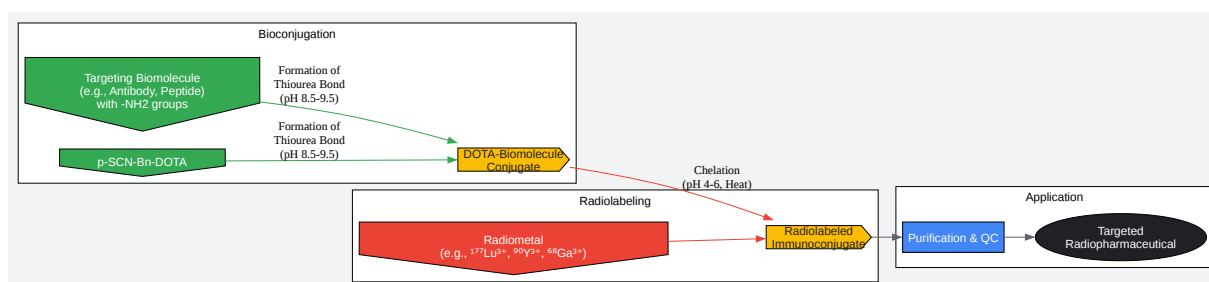 Bioconjugation
Targeting Biomolecule
(e.g., Antibody, Peptide)
with -NH2 groups
Formation of
Thiourea Bond
(pH 8.5-9.5)
Formation of
Thiourea Bond
(pH 8.5-9.5)
p-SCN-Bn-DOTA
DOTA-Biomolecule
Conjugate
Chelation
(pH 4-6, Heat)
Radiolabeling
Radiometal
(e.g., ¹⁷⁷Lu³⁺, ⁹⁰Y³⁺, ⁶⁸Ga³⁺)
Radiolabeled
Immunoconjugate
Application
Purification & QC
Targeted
Radiopharmaceutical